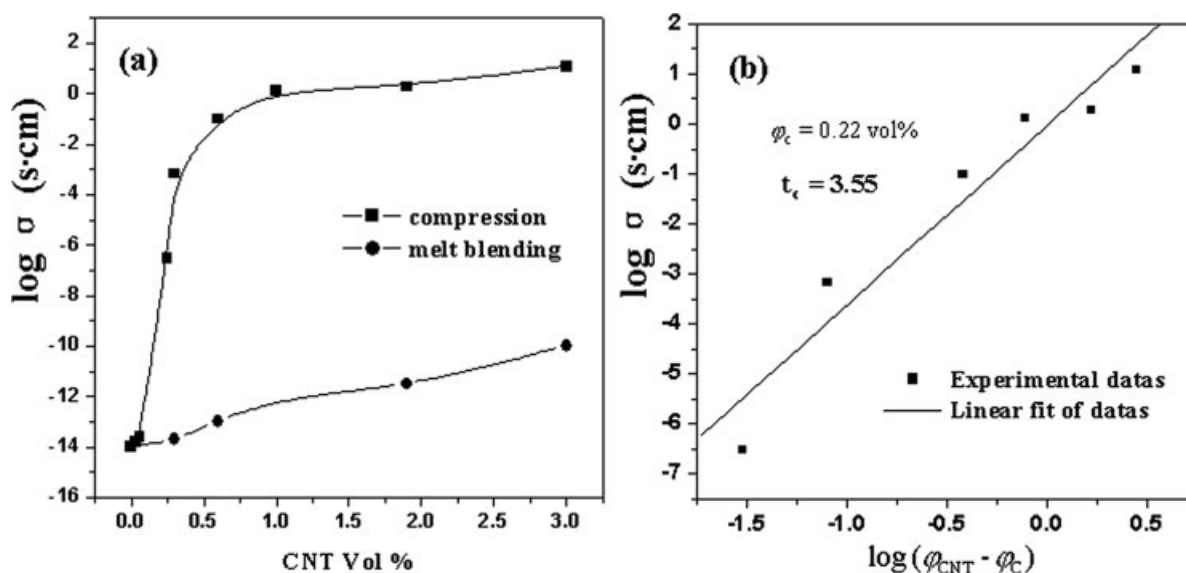 (a)
log σ (s·cm)
2
0
-2
-4
-6
-8
-10
-12
-14
-16
compression
melt blending
0.0 0.5 1.0 1.5 2.0 2.5 3.0
CNT Vol %
(b)
log σ (s·cm)
2
1
0
-1
-2
-3
-4
-5
-6
-7
φc = 0.22 vol%
tc = 3.55
Experimental datas
Linear fit of datas
-1.5 -1.0 -0.5 0.0 0.5
log (φCNT - φC)